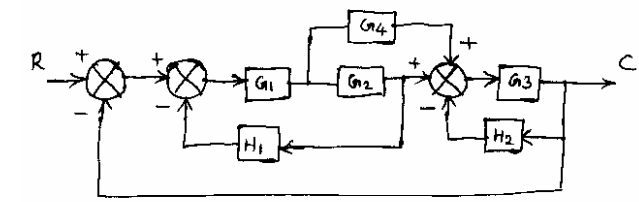 G4
+
R + + + C
G1 G2 G3
- - -
H1 H2